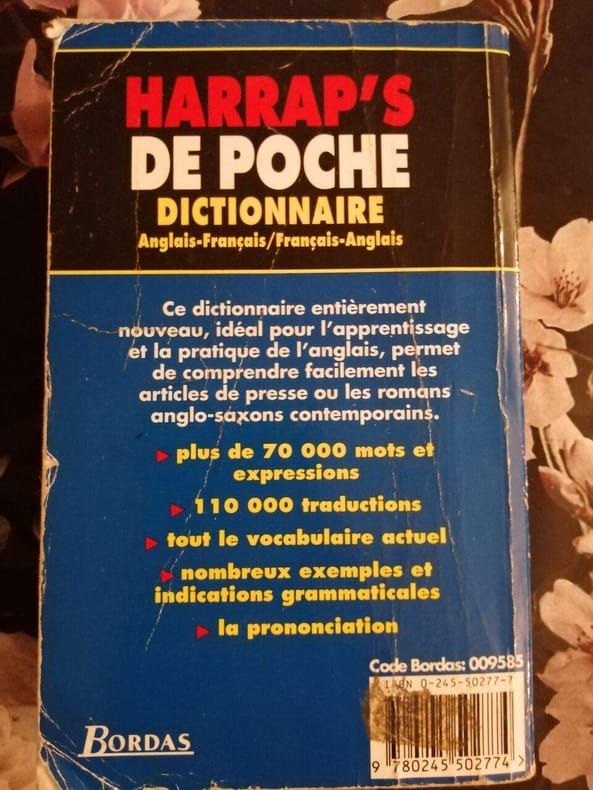 HARRAP'S
DE POCHE
DICTIONNAIRE
Anglais-Français/Français-Anglais
Ce dictionnaire entièrement
nouveau, idéal pour l'apprentissage
et la pratique de l'anglais, permet
de comprendre facilement les
articles de presse ou les romans
anglo-saxons contemporains.
plus de 70 000 mots et
expressions
110 000 traductions
tout le vocabulaire actuel
nombreux exemples et
indications grammaticales
la prononciation
Code Bordas: 009585
ISBN 0-245-50277-7
9 780245 502774 >
BORDAS